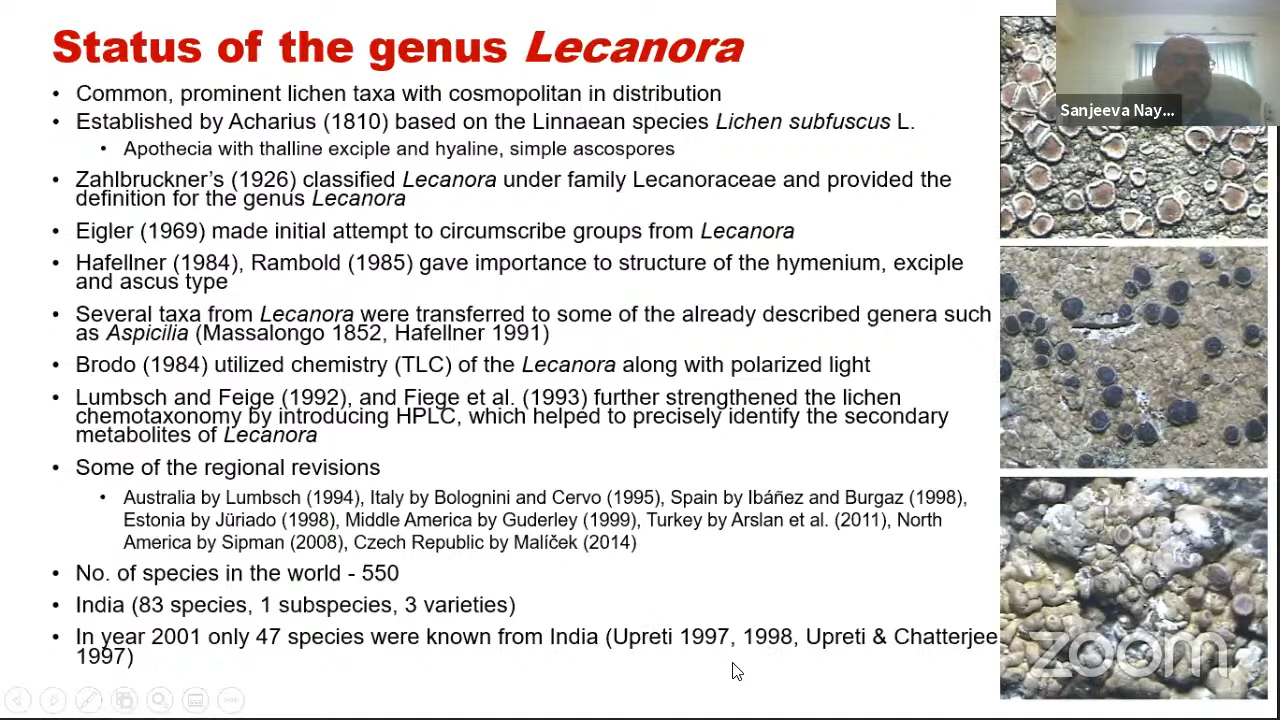 Status of the genus Lecanora
• Common, prominent lichen taxa with cosmopolitan in distribution
• Established by Acharius (1810) based on the Linnaean species Lichen subfuscus L.
• Apothecia with thalline exciple and hyaline, simple ascospores
• Zahlbruckner’s (1926) classified Lecanora under family Lecanoraceae and provided the
definition for the genus Lecanora
• Eigler (1969) made initial attempt to circumscribe groups from Lecanora
• Hafellner (1984), Rambold (1985) gave importance to structure of the hymenium, exciple
and ascus type
• Several taxa from Lecanora were transferred to some of the already described genera such
as Aspicilia (Massalongo 1852, Hafellner 1991)
• Brodo (1984) utilized chemistry (TLC) of the Lecanora along with polarized light
• Lumbsch and Feige (1992), and Fiege et al. (1993) further strengthened the lichen
chemotaxonomy by introducing HPLC, which helped to precisely identify the secondary
metabolites of Lecanora
• Some of the regional revisions
• Australia by Lumbsch (1994), Italy by Bolognini and Cervo (1995), Spain by Ibáñez and Burgaz (1998),
Estonia by Jüriado (1998), Middle America by Guderley (1999), Turkey by Arslan et al. (2011), North
America by Sipman (2008), Czech Republic by Malíček (2014)
• No. of species in the world - 550
• India (83 species, 1 subspecies, 3 varieties)
• In year 2001 only 47 species were known from India (Upreti 1997, 1998, Upreti & Chatterjee
1997)
Sanjeeva Nay...
zoom